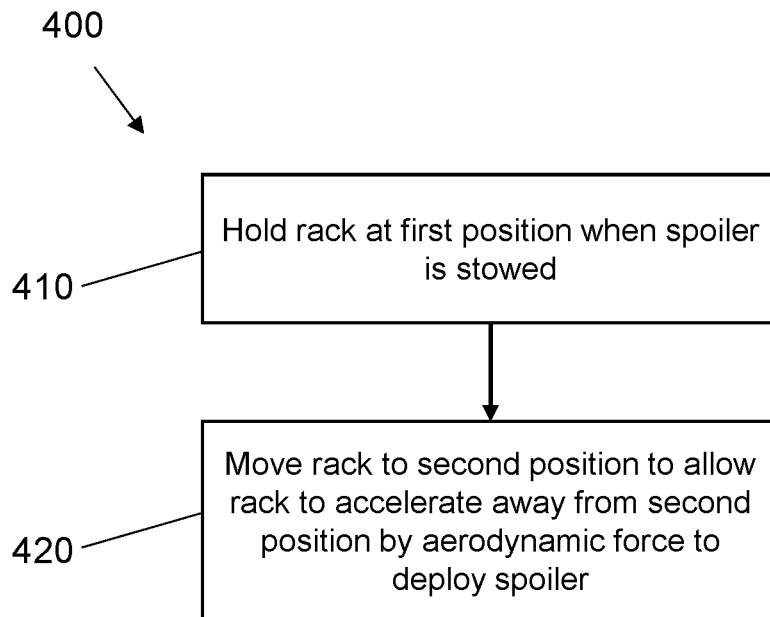 400
Hold rack at first position when spoiler
is stowed
410
Move rack to second position to allow
rack to accelerate away from second
position by aerodynamic force to
deploy spoiler
420